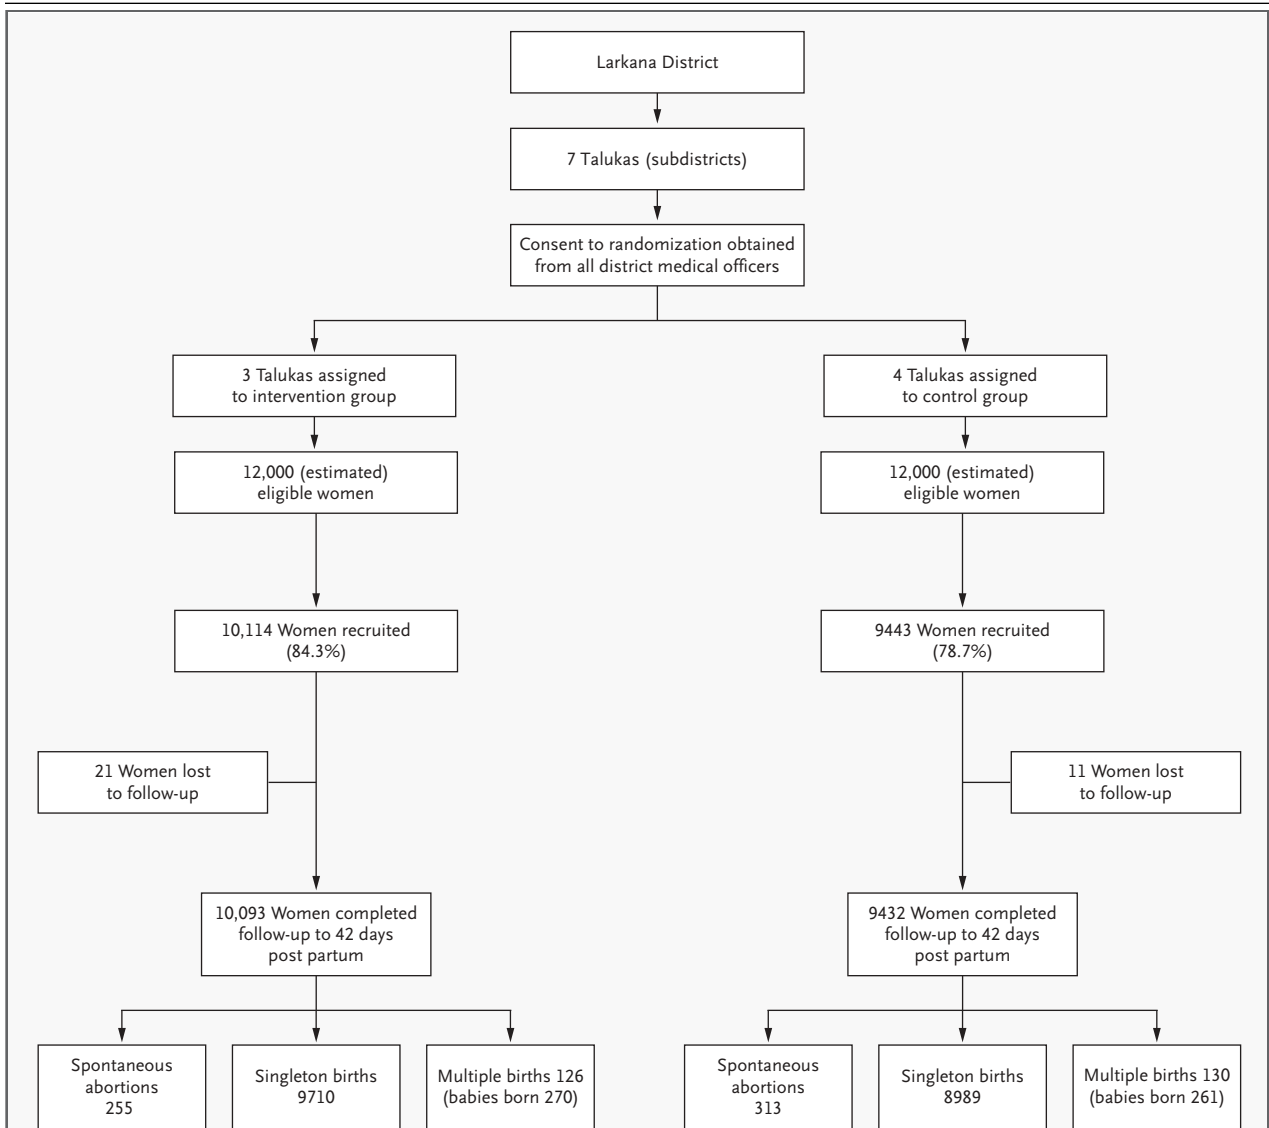 Larkana District
7 Talukas (subdistricts)
Consent to randomization obtained
from all district medical officers
3 Talukas assigned
to intervention group
4 Talukas assigned
to control group
12,000 (estimated)
eligible women
12,000 (estimated)
eligible women
10,114 Women recruited
(84.3%)
9443 Women recruited
(78.7%)
21 Women lost
to follow-up
11 Women lost
to follow-up
10,093 Women completed
follow-up to 42 days
post partum
9432 Women completed
follow-up to 42 days
post partum
Spontaneous
abortions
255
Singleton births
9710
Multiple births 126
(babies born 270)
Spontaneous
abortions
313
Singleton births
8989
Multiple births 130
(babies born 261)